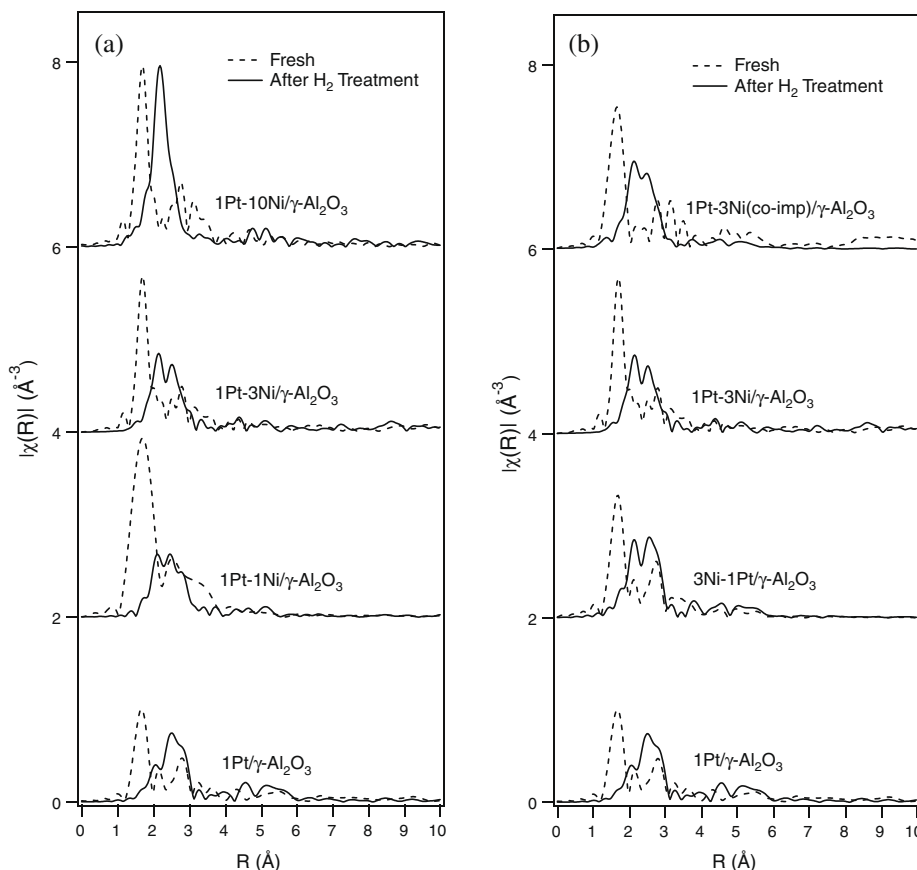 (a)
Fresh
After H₂ Treatment
8
1Pt-10Ni/γ-Al₂O₃
6
1Pt-3Ni/γ-Al₂O₃
4
1Pt-1Ni/γ-Al₂O₃
2
1Pt/γ-Al₂O₃
0
|χ(R)| (Å⁻³)
0 1 2 3 4 5 6 7 8 9 10
R (Å)
(b)
Fresh
After H₂ Treatment
8
1Pt-3Ni(co-imp)/γ-Al₂O₃
6
1Pt-3Ni/γ-Al₂O₃
4
3Ni-1Pt/γ-Al₂O₃
2
1Pt/γ-Al₂O₃
0
|χ(R)| (Å⁻³)
0 1 2 3 4 5 6 7 8 9 10
R (Å)